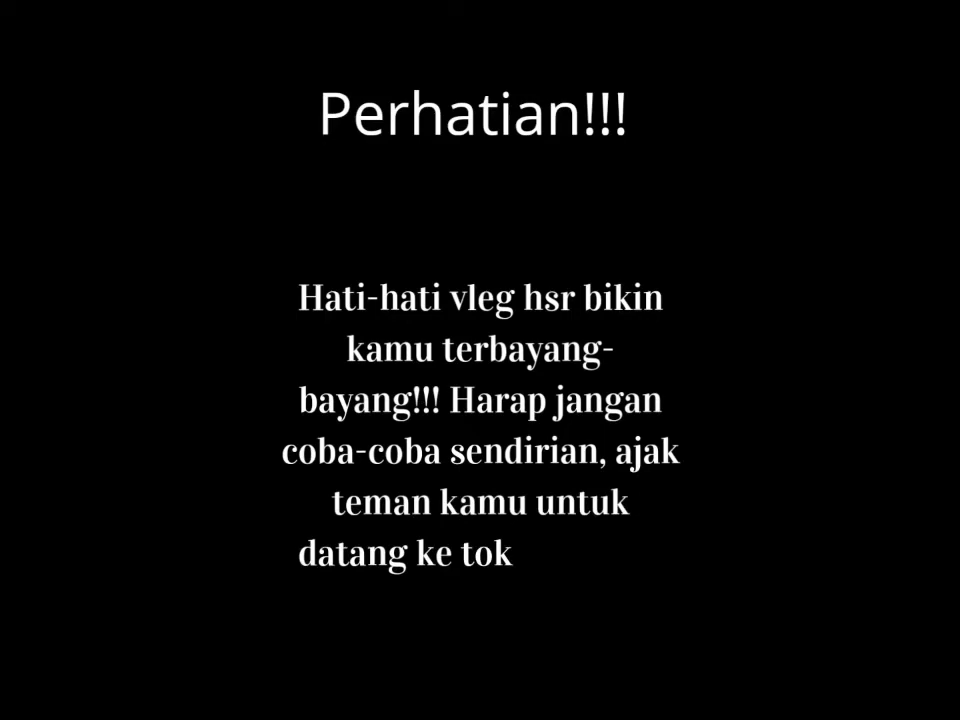 Perhatian!!!
Hati-hati vleg hsr bikin
kamu terbayang-
bayang!!! Harap jangan
coba-coba sendirian, ajak
teman kamu untuk
datang ke tok